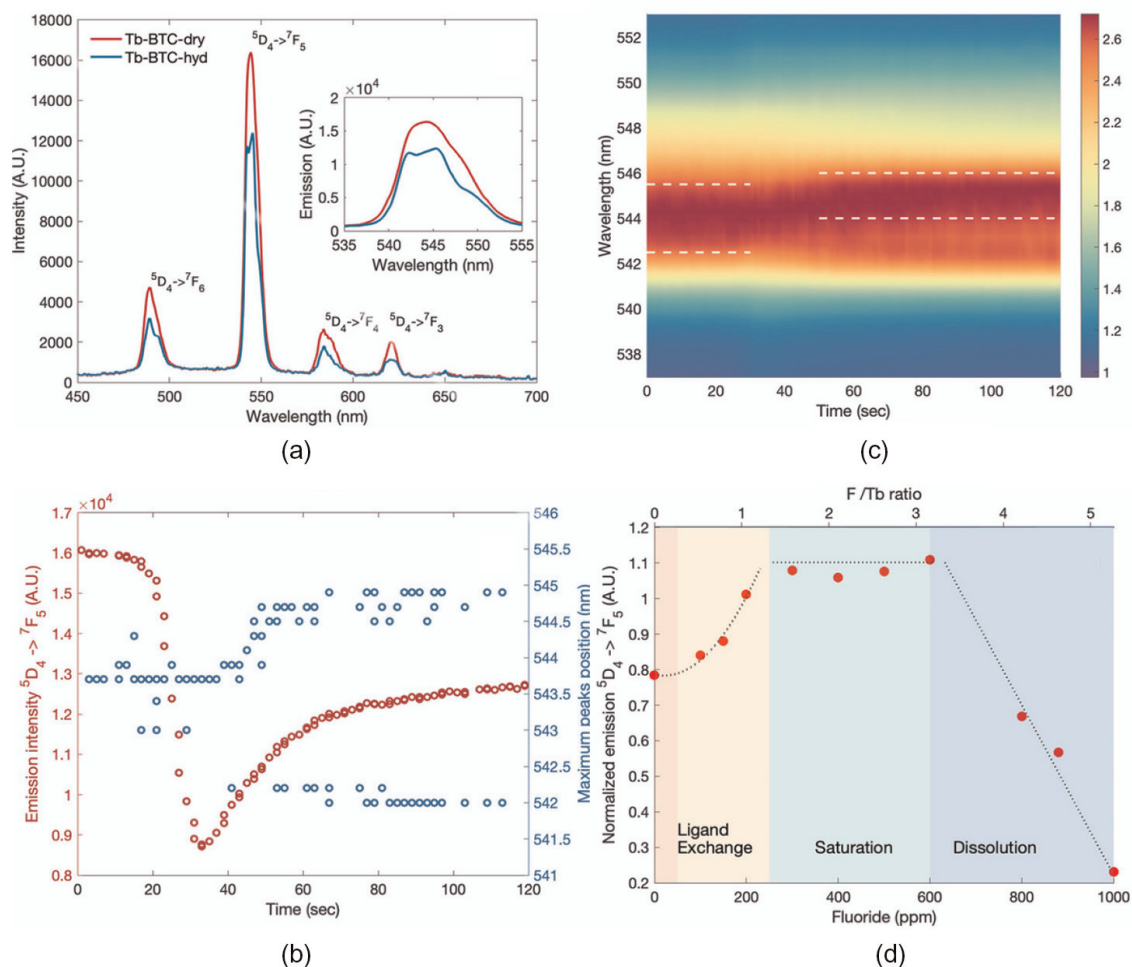 18000
16000
14000
12000
10000
8000
6000
4000
2000
0
Intensity (A.U.)
Tb-BTC-dry
Tb-BTC-hyd
⁵D₄->⁷F₅
⁵D₄->⁷F₆
⁵D₄->⁷F₄
⁵D₄->⁷F₃
× 10⁴
2
1.5
1
0.5
0
Emission (A.U.)
535 540 545 550 555
Wavelength (nm)
450 500 550 600 650 700
Wavelength (nm)
(a)
552
550
548
546
544
542
540
538
Wavelength (nm)
0 20 40 60 80 100 120
Time (sec)
2.6
2.4
2.2
2
1.8
1.6
1.4
1.2
1
(c)
×10⁴
1.7
1.6
1.5
1.4
1.3
1.2
1.1
1
0.9
0.8
Emission intensity ⁵D₄ -> ⁷F₅ (A.U.)
546
545.5
545
544.5
544
543.5
543
542.5
542
541.5
541
Maximum peaks position (nm)
0 20 40 60 80 100 120
Time (sec)
(b)
F /Tb ratio
0 1 2 3 4 5
1.2
1.1
1
0.9
0.8
0.7
0.6
0.5
0.4
0.3
0.2
Normalized emission ⁵D₄ -> ⁷F₅ (A.U.)
Ligand
Exchange
Saturation
Dissolution
0 200 400 600 800 1000
Fluoride (ppm)
(d)